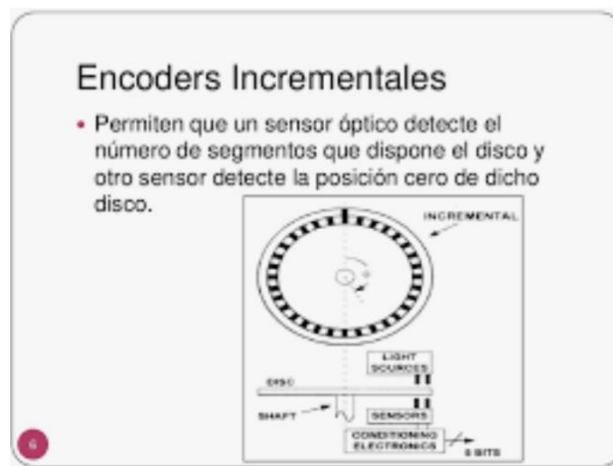 Encoders Incrementales
• Permiten que un sensor óptico detecte el
número de segmentos que dispone el disco y
otro sensor detecte la posición cero de dicho
disco.
INCREMENTAL
LIGHT
SOURCES
DISC
SHAFT
SENSORS
CONDITIONING
ELECTRONICS
BITS
6